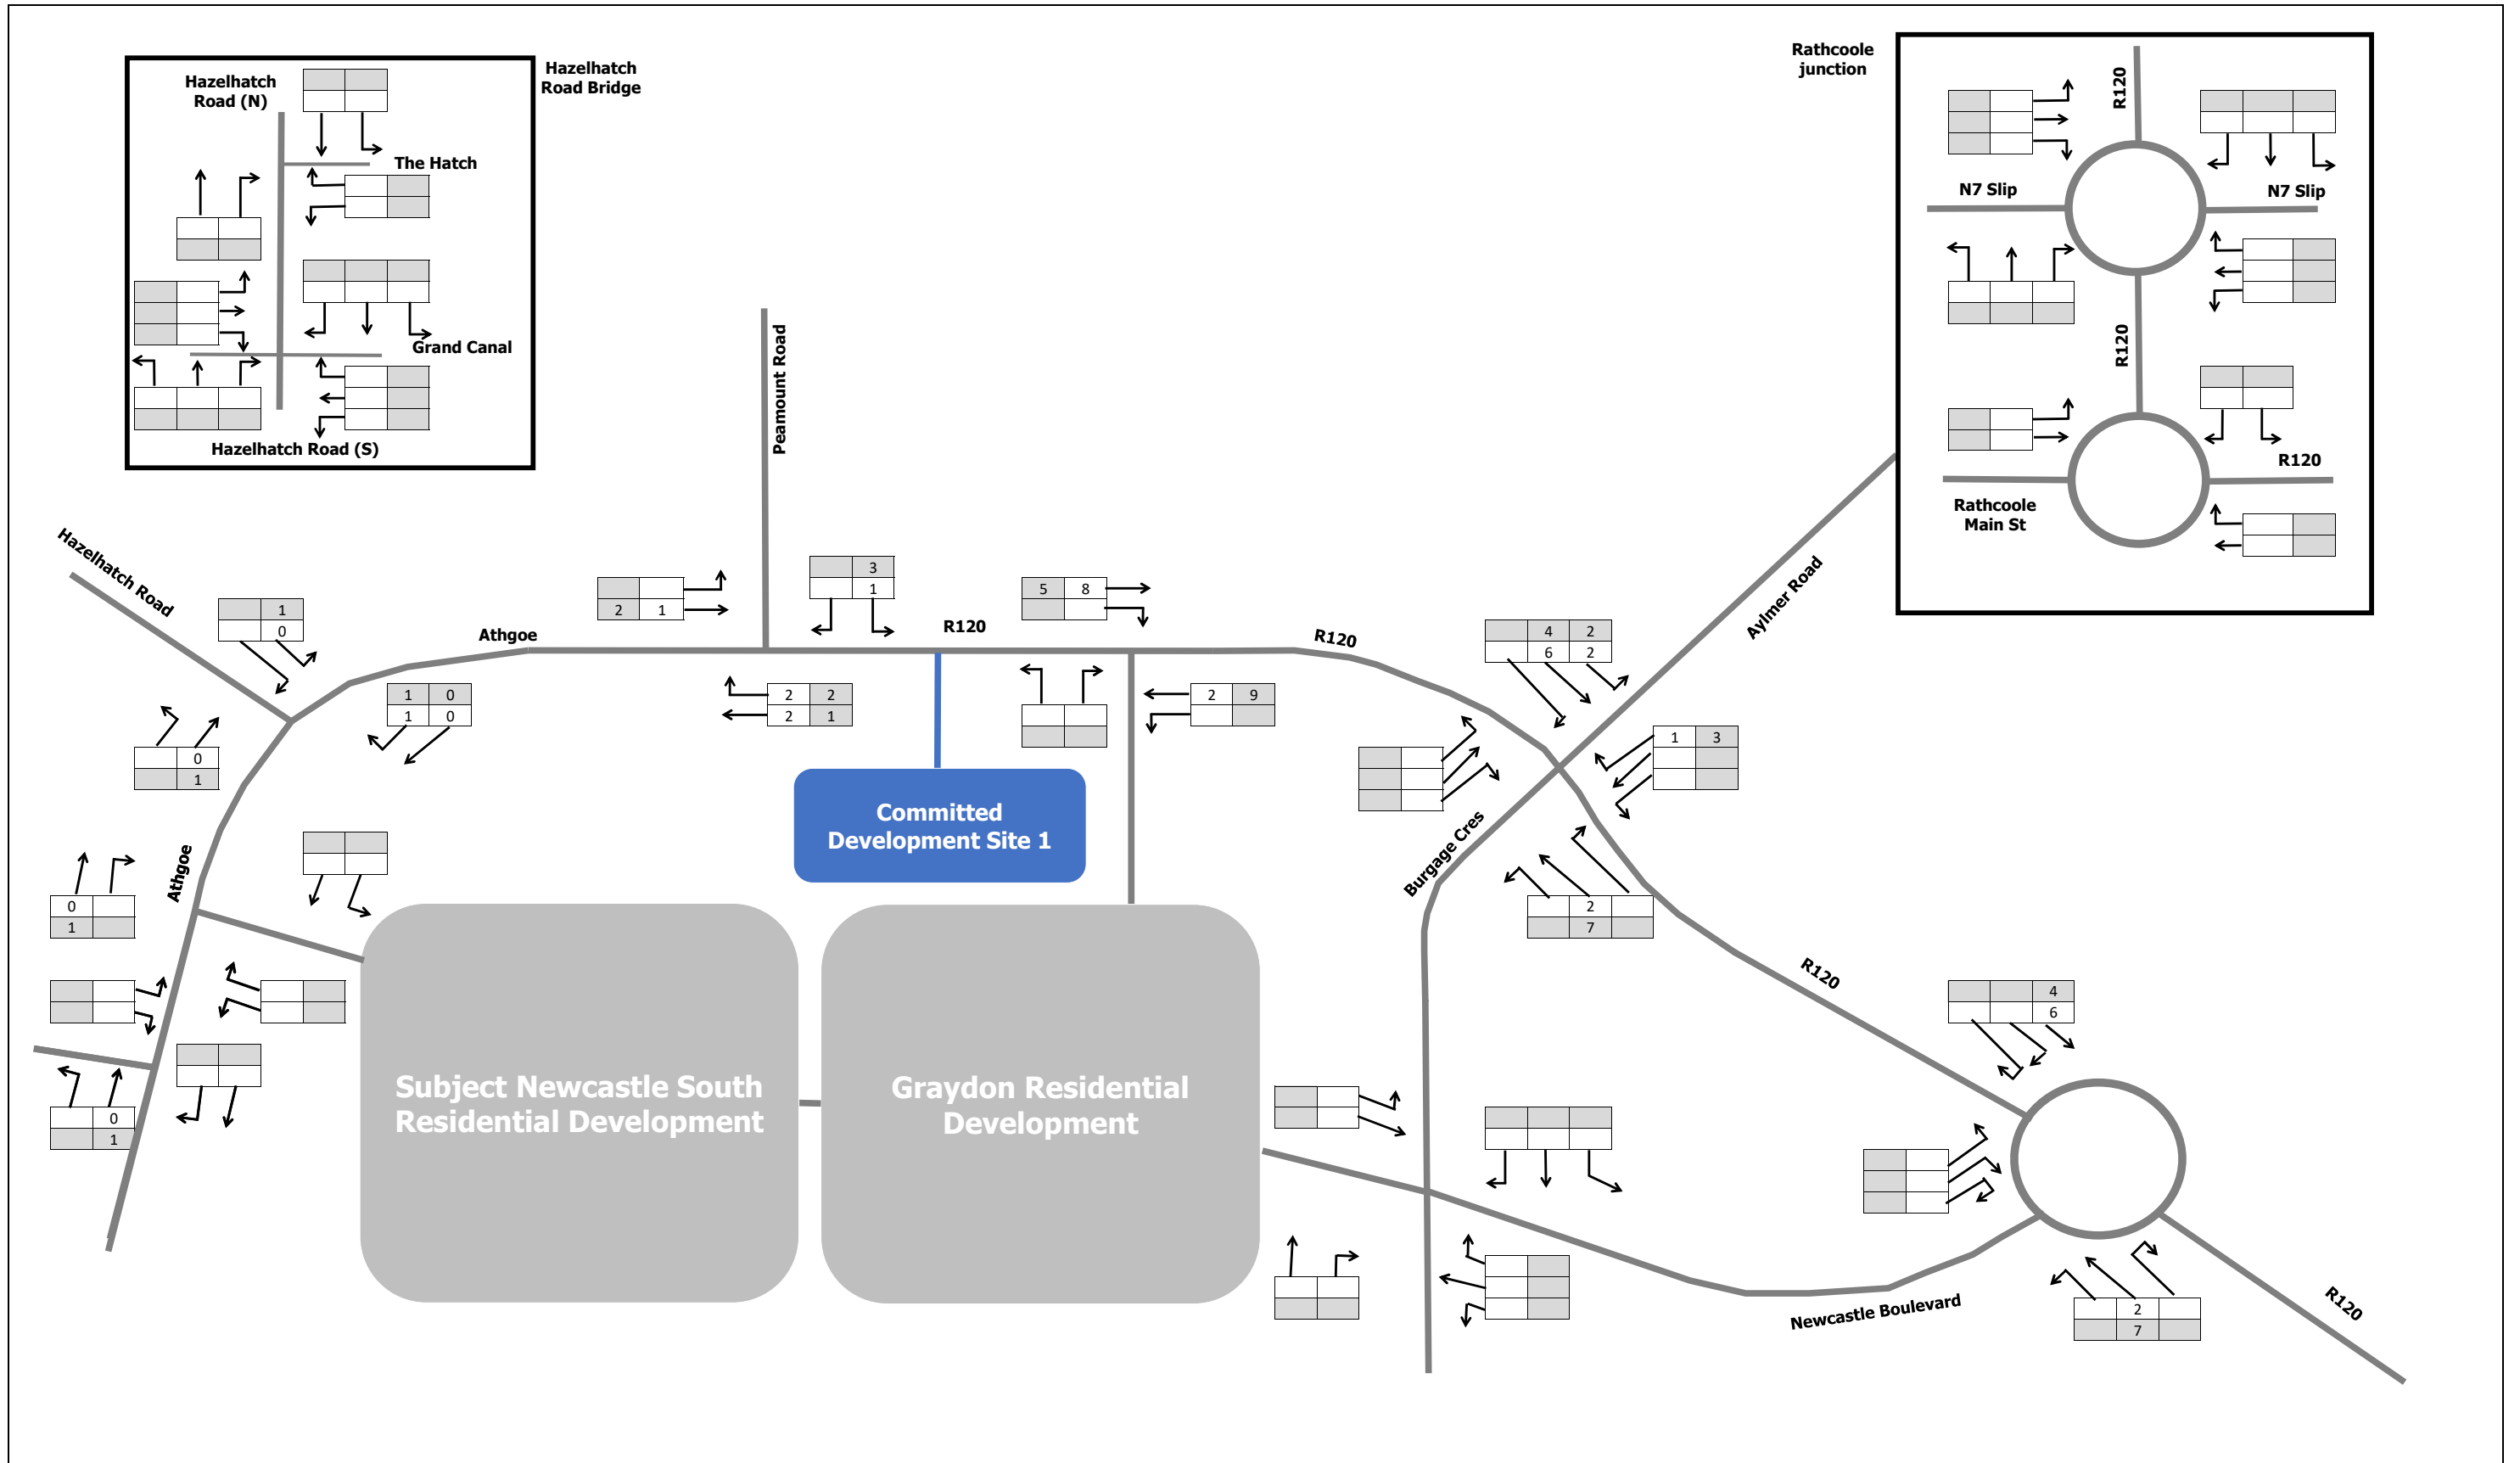 Hazelhatch
Road (N)
Hazelhatch
Road Bridge
The Hatch
Grand Canal
Hazelhatch Road (S)
Rathcoole
junction
R120
N7 Slip
N7 Slip
R120
R120
Rathcoole
Main St
Peamount Road
Hazelhatch Road
1
0
Athgoe
2 1
3
1
R120
5 8
R120
4 2
6 2
Aylmer Road
1 0
1 0
2 2
2 1
2 9
1 3
0
1
Committed
Development Site 1
Burgage Cres
2
7
Athgoe
0
1
R120
4
6
Subject Newcastle South
Residential Development
Graydon Residential
Development
0
1
Newcastle Boulevard
2
7
R120